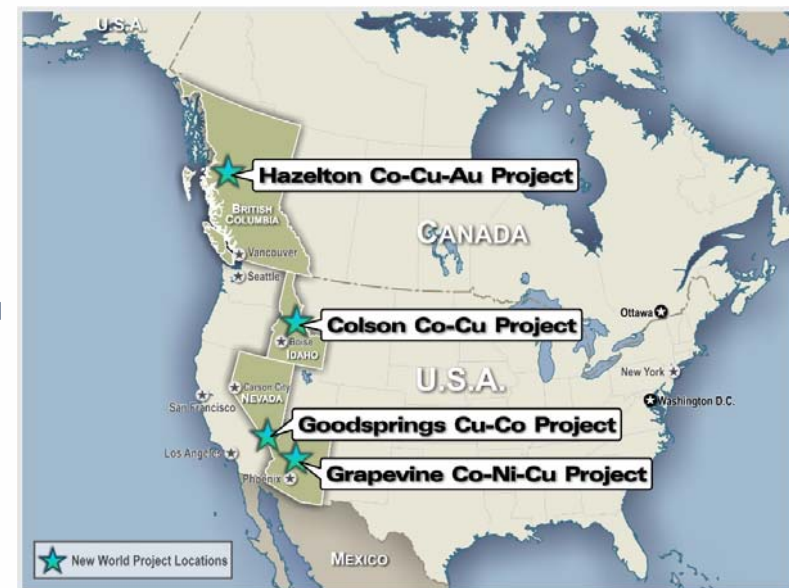 U.S.A.
U.S.A.
Hazelton Co-Cu-Au Project
BRITISH
COLUMBIA
CANADA
Vancouver
Seattle
Ottawa
Colson Co-Cu Project
Boise
IDAHO
New York
U.S.A.
Carson City
NEVADA
Washington D.C.
San Francisco
Goodsprings Cu-Co Project
Los Angeles
Grapevine Co-Ni-Cu Project
Phoenix
MEXICO
New World Project Locations